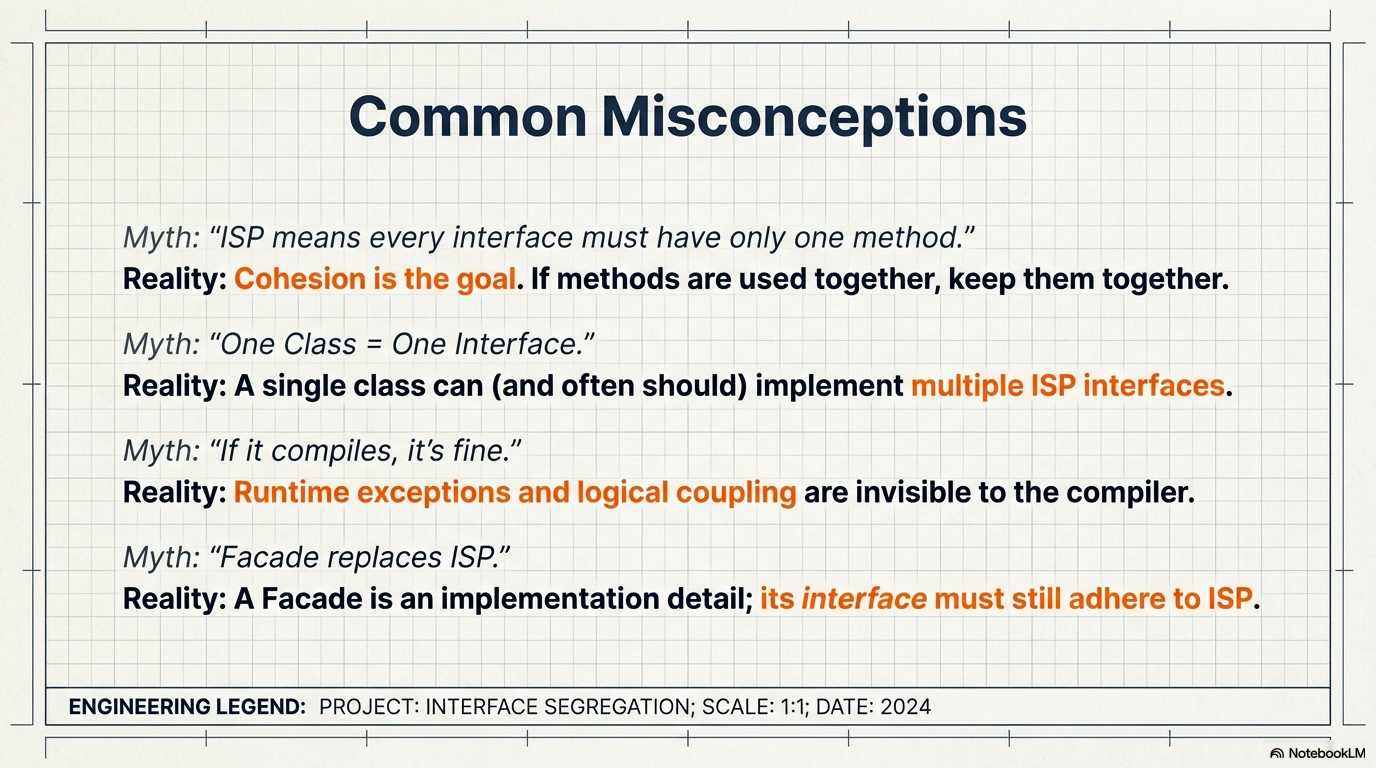 Common Misconceptions
Myth: “ISP means every interface must have only one method.”
Reality: Cohesion is the goal. If methods are used together, keep them together.
Myth: “One Class = One Interface.”
Reality: A single class can (and often should) implement multiple ISP interfaces.
Myth: “If it compiles, it’s fine.”
Reality: Runtime exceptions and logical coupling are invisible to the compiler.
Myth: “Facade replaces ISP.”
Reality: A Facade is an implementation detail; its interface must still adhere to ISP.
ENGINEERING LEGEND: PROJECT: INTERFACE SEGREGATION; SCALE: 1:1; DATE: 2024
NotebookLM